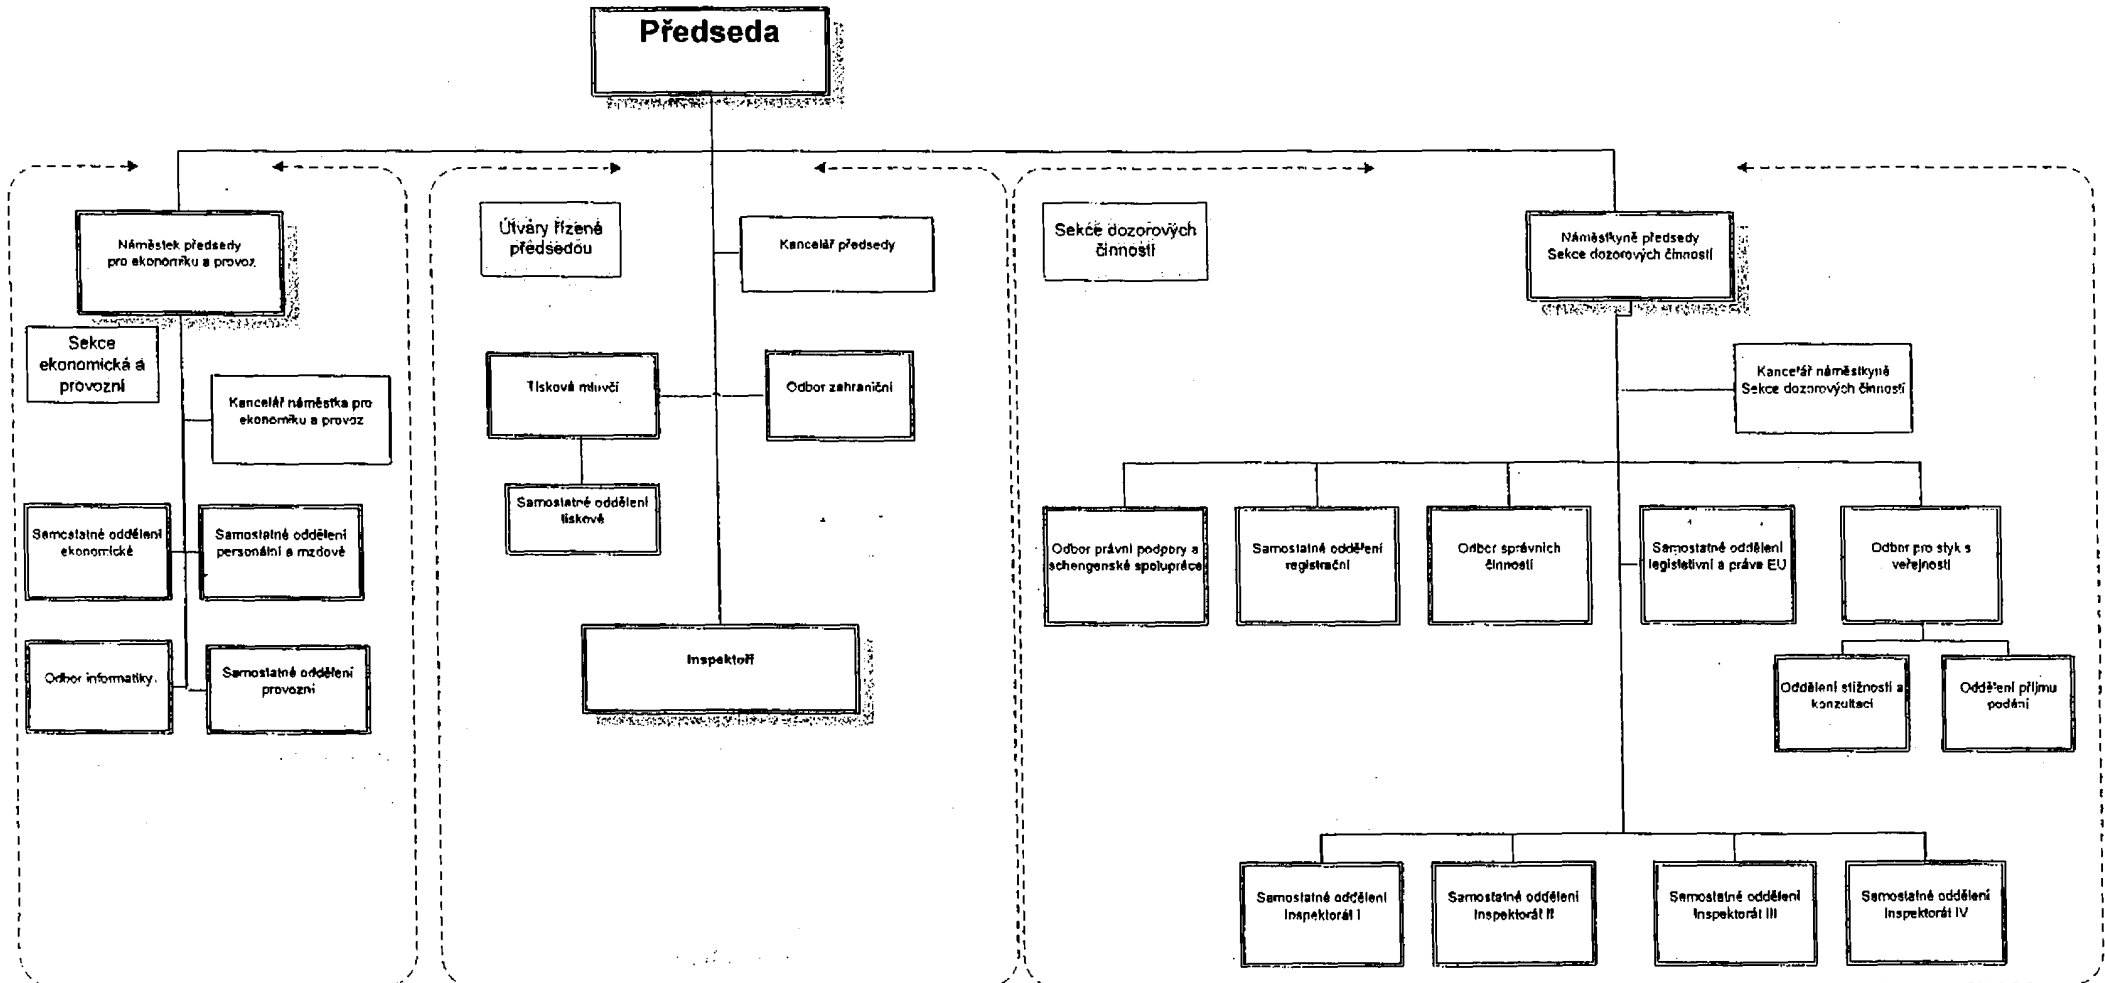 Předseda
Náměstek předsedy
pro ekonomiku a provoz
Sekce
ekonomická a
provozní
Kancelář náměstka pro
ekonomiku a provoz
Samostatné oddělení
ekonomické
Samostatné oddělení
personální a mzdové
Odbor informatiky
Samostatné oddělení
provozní
Útvary řízené
předsedou
Kancelář předsedy
Tisková mluvčí
Odbor zahraniční
Samostatné oddělení
tiskové
Inspektoři
Sekce dozorových
činností
Náměstkyně předsedy
Sekce dozorových činností
Kancelář náměstkyně
Sekce dozorových činností
Odbor právní podpory a
schengenské spolupráce
Samostatné oddělení
registrační
Odbor správních
činností
Samostatné oddělení
legislativní a práva EU
Odbor pro styk s
veřejností
Oddělení stížností a
konzultací
Oddělení příjmu
podání
Samostatné oddělení
Inspektorát I
Samostatné oddělení
Inspektorát II
Samostatné oddělení
Inspektorát III
Samostatné oddělení
Inspektorát IV